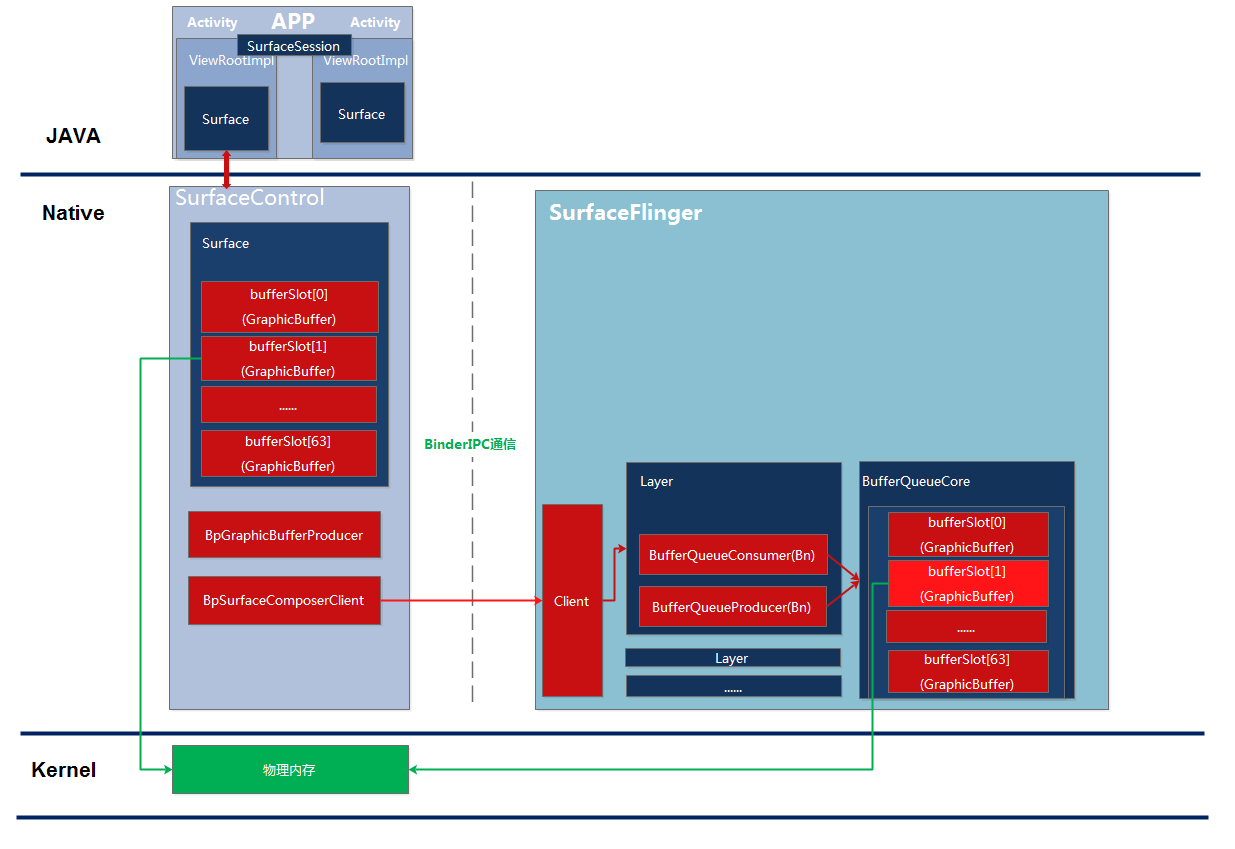 Activity
APP
Activity
SurfaceSession
ViewRootImpl
ViewRootImpl
Surface
Surface
JAVA
Native
SurfaceControl
Surface
bufferSlot[0]
(GraphicBuffer)
bufferSlot[1]
(GraphicBuffer)
......
bufferSlot[63]
(GraphicBuffer)
BpGraphicBufferProducer
BpSurfaceComposerClient
BinderIPC通信
SurfaceFlinger
Client
Layer
BufferQueueConsumer(Bn)
BufferQueueProducer(Bn)
Layer
......
BufferQueueCore
bufferSlot[0]
(GraphicBuffer)
bufferSlot[1]
(GraphicBuffer)
......
bufferSlot[63]
(GraphicBuffer)
Kernel
物理内存